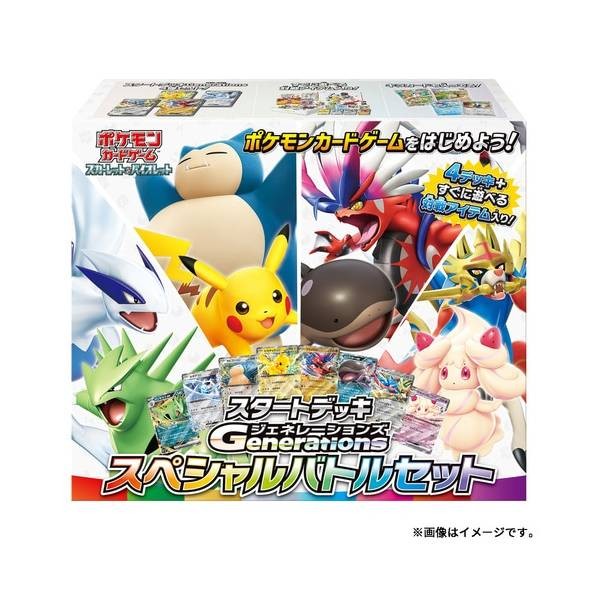 ポケモン
カードゲーム
スカーレット&バイオレット
ポケモンカードゲームをはじめよう!
4デッキ+
すぐに遊べる
対戦アイテム入り!
スタートデッキ
ジェネレーションズ
Generations
スペシャルバトルセット
※画像はイメージです。